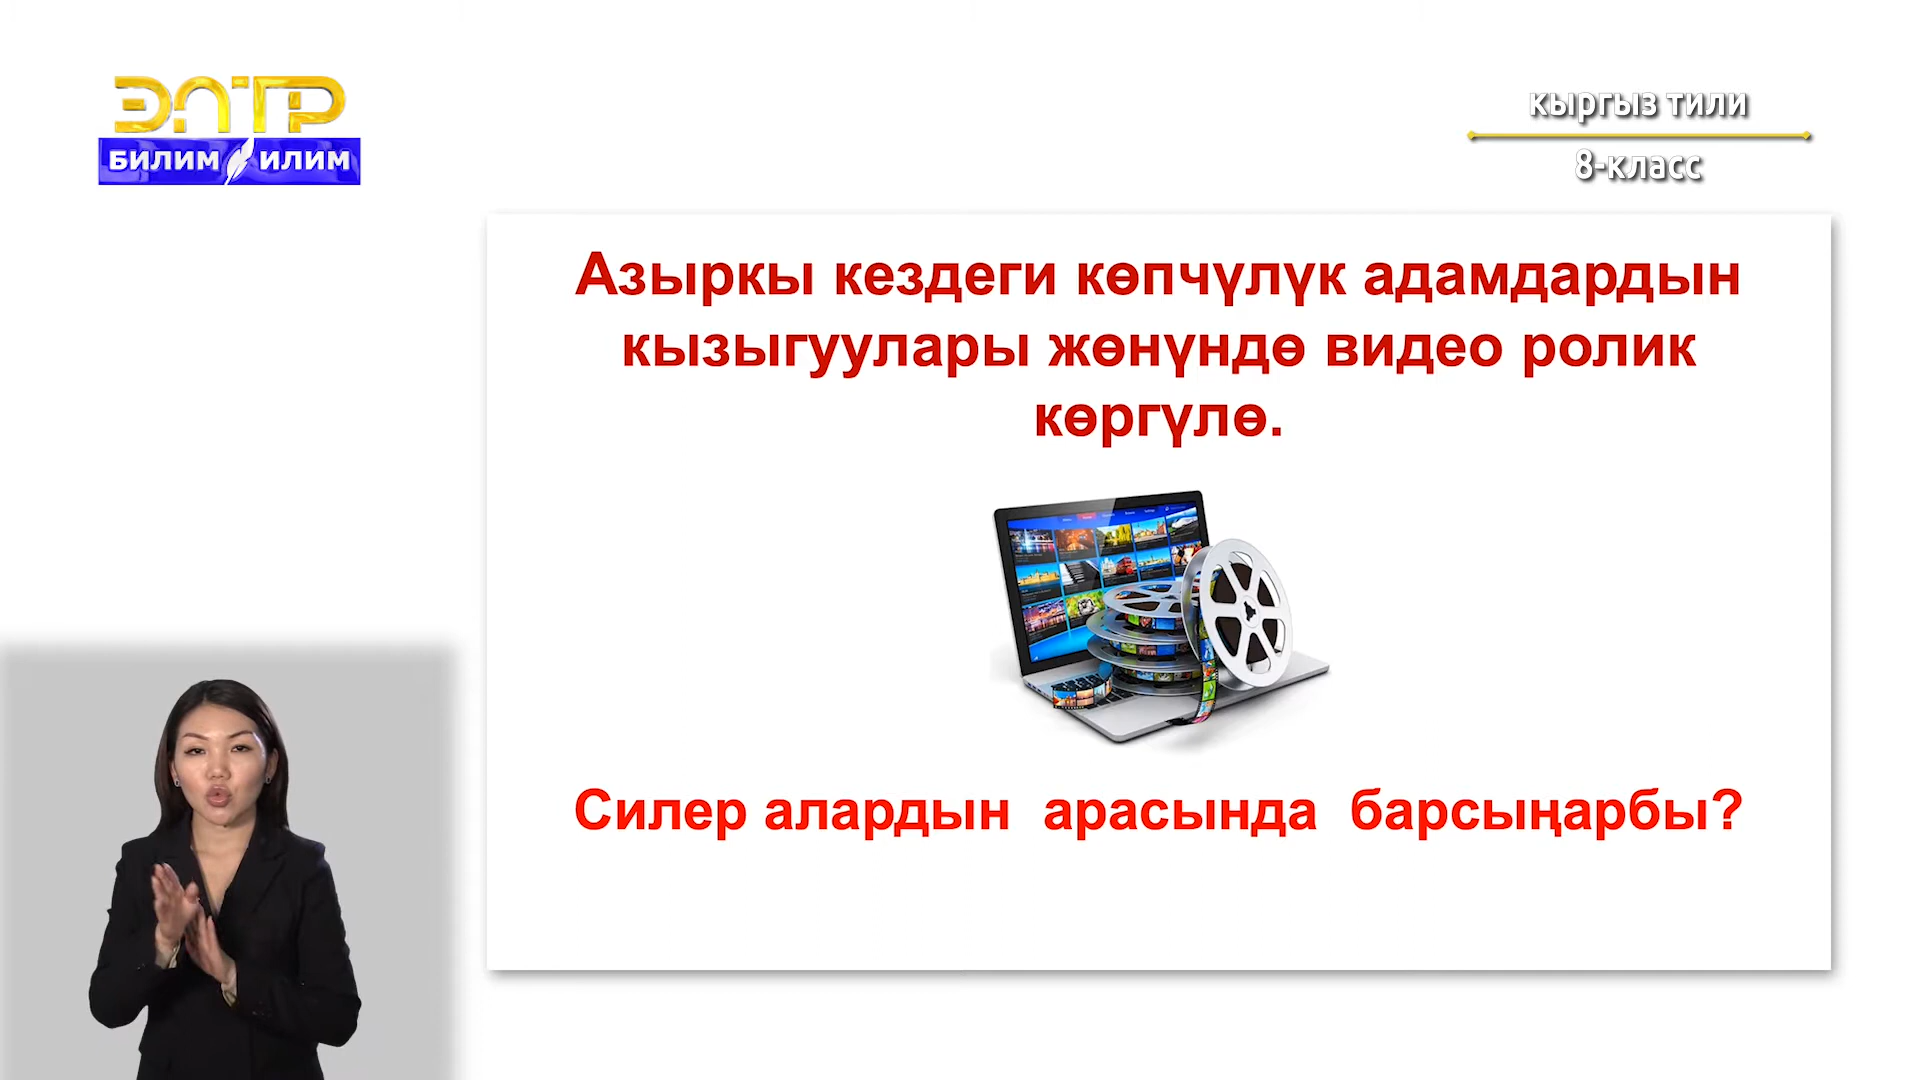 ЭЛТР
БИЛИМ ИЛИМ
кыргыз тили
8-класс
Азыркы кездеги көпчүлүк адамдардын
кызыгуулары жөнүндө видео ролик
көргүлө.
Силер алардын арасында барсыңарбы?